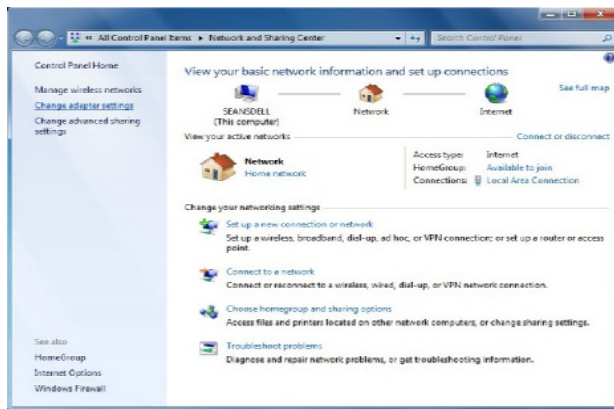 All Control Panel Items ▸ Network and Sharing Center
Search Control Panel
Control Panel Home
Manage wireless networks
Change adapter settings
Change advanced sharing
settings
See also
HomeGroup
Internet Options
Windows Firewall
View your basic network information and set up connections
See full map
SEANSDELL
(This computer)
Network
Internet
View your active networks
Connect or disconnect
Network
Home network
Access type: Internet
HomeGroup: Available to join
Connections: Local Area Connection
Change your networking settings
Set up a new connection or network
Set up a wireless, broadband, dial-up, ad hoc, or VPN connection; or set up a router or access
point.
Connect to a network
Connect or reconnect to a wireless, wired, dial-up, or VPN network connection.
Choose homegroup and sharing options
Access files and printers located on other network computers, or change sharing settings.
Troubleshoot problems
Diagnose and repair network problems, or get troubleshooting information.